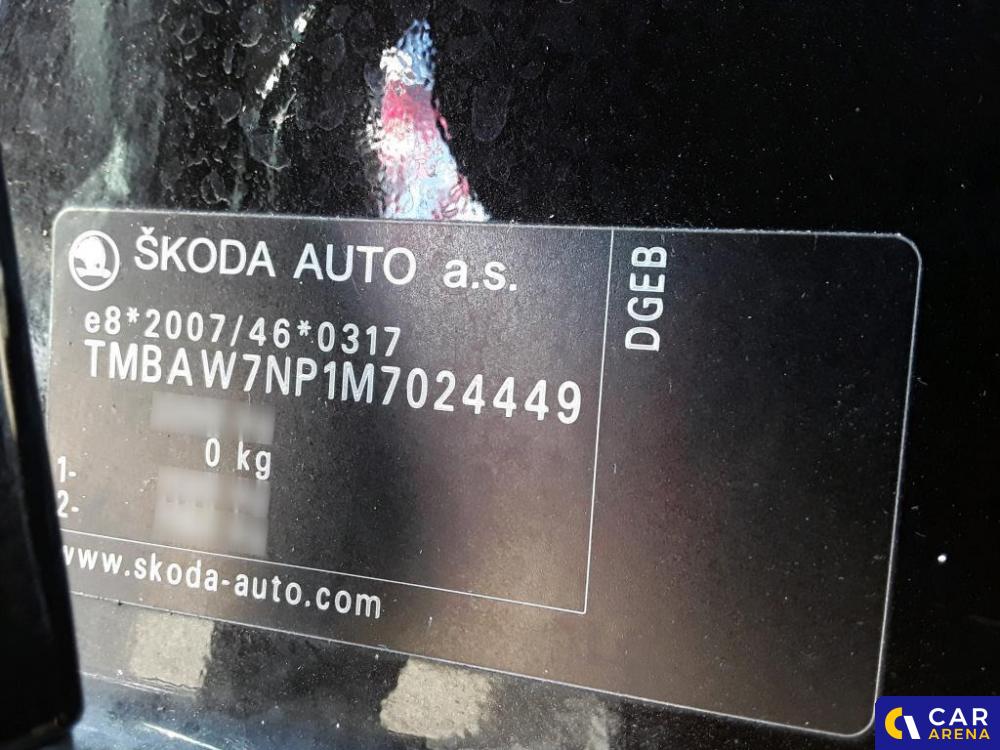 ŠKODA AUTO a.s.
DGEB
e8*2007/46*0317
TMBAW7NP1M7024449
0 kg
1-
2-
www.skoda-auto.com
CAR
ARENA